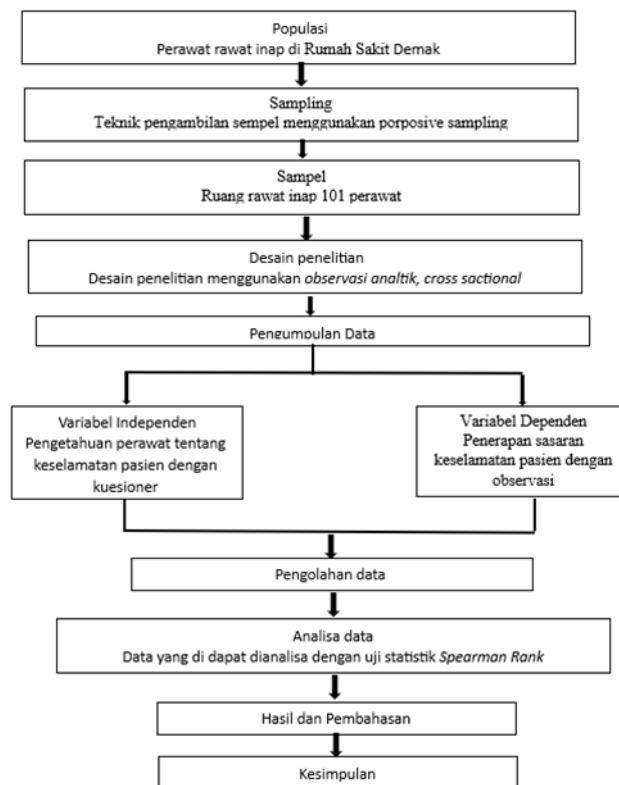 Populasi
Perawat rawat inap di Rumah Sakit Demak
Sampling
Teknik pengambilan sempel menggunakan porposive sampling
Sampel
Ruang rawat inap 101 perawat
Desain penelitian
Desain penelitian menggunakan observasi analtik, cross sactional
Pengumpulan Data
Variabel Independen
Pengetahuan perawat tentang
keselamatan pasien dengan
kuesioner
Variabel Dependen
Penerapan sasaran
keselamatan pasien dengan
observasi
Pengolahan data
Analisa data
Data yang di dapat dianalisa dengan uji statistik Spearman Rank
Hasil dan Pembahasan
Kesimpulan